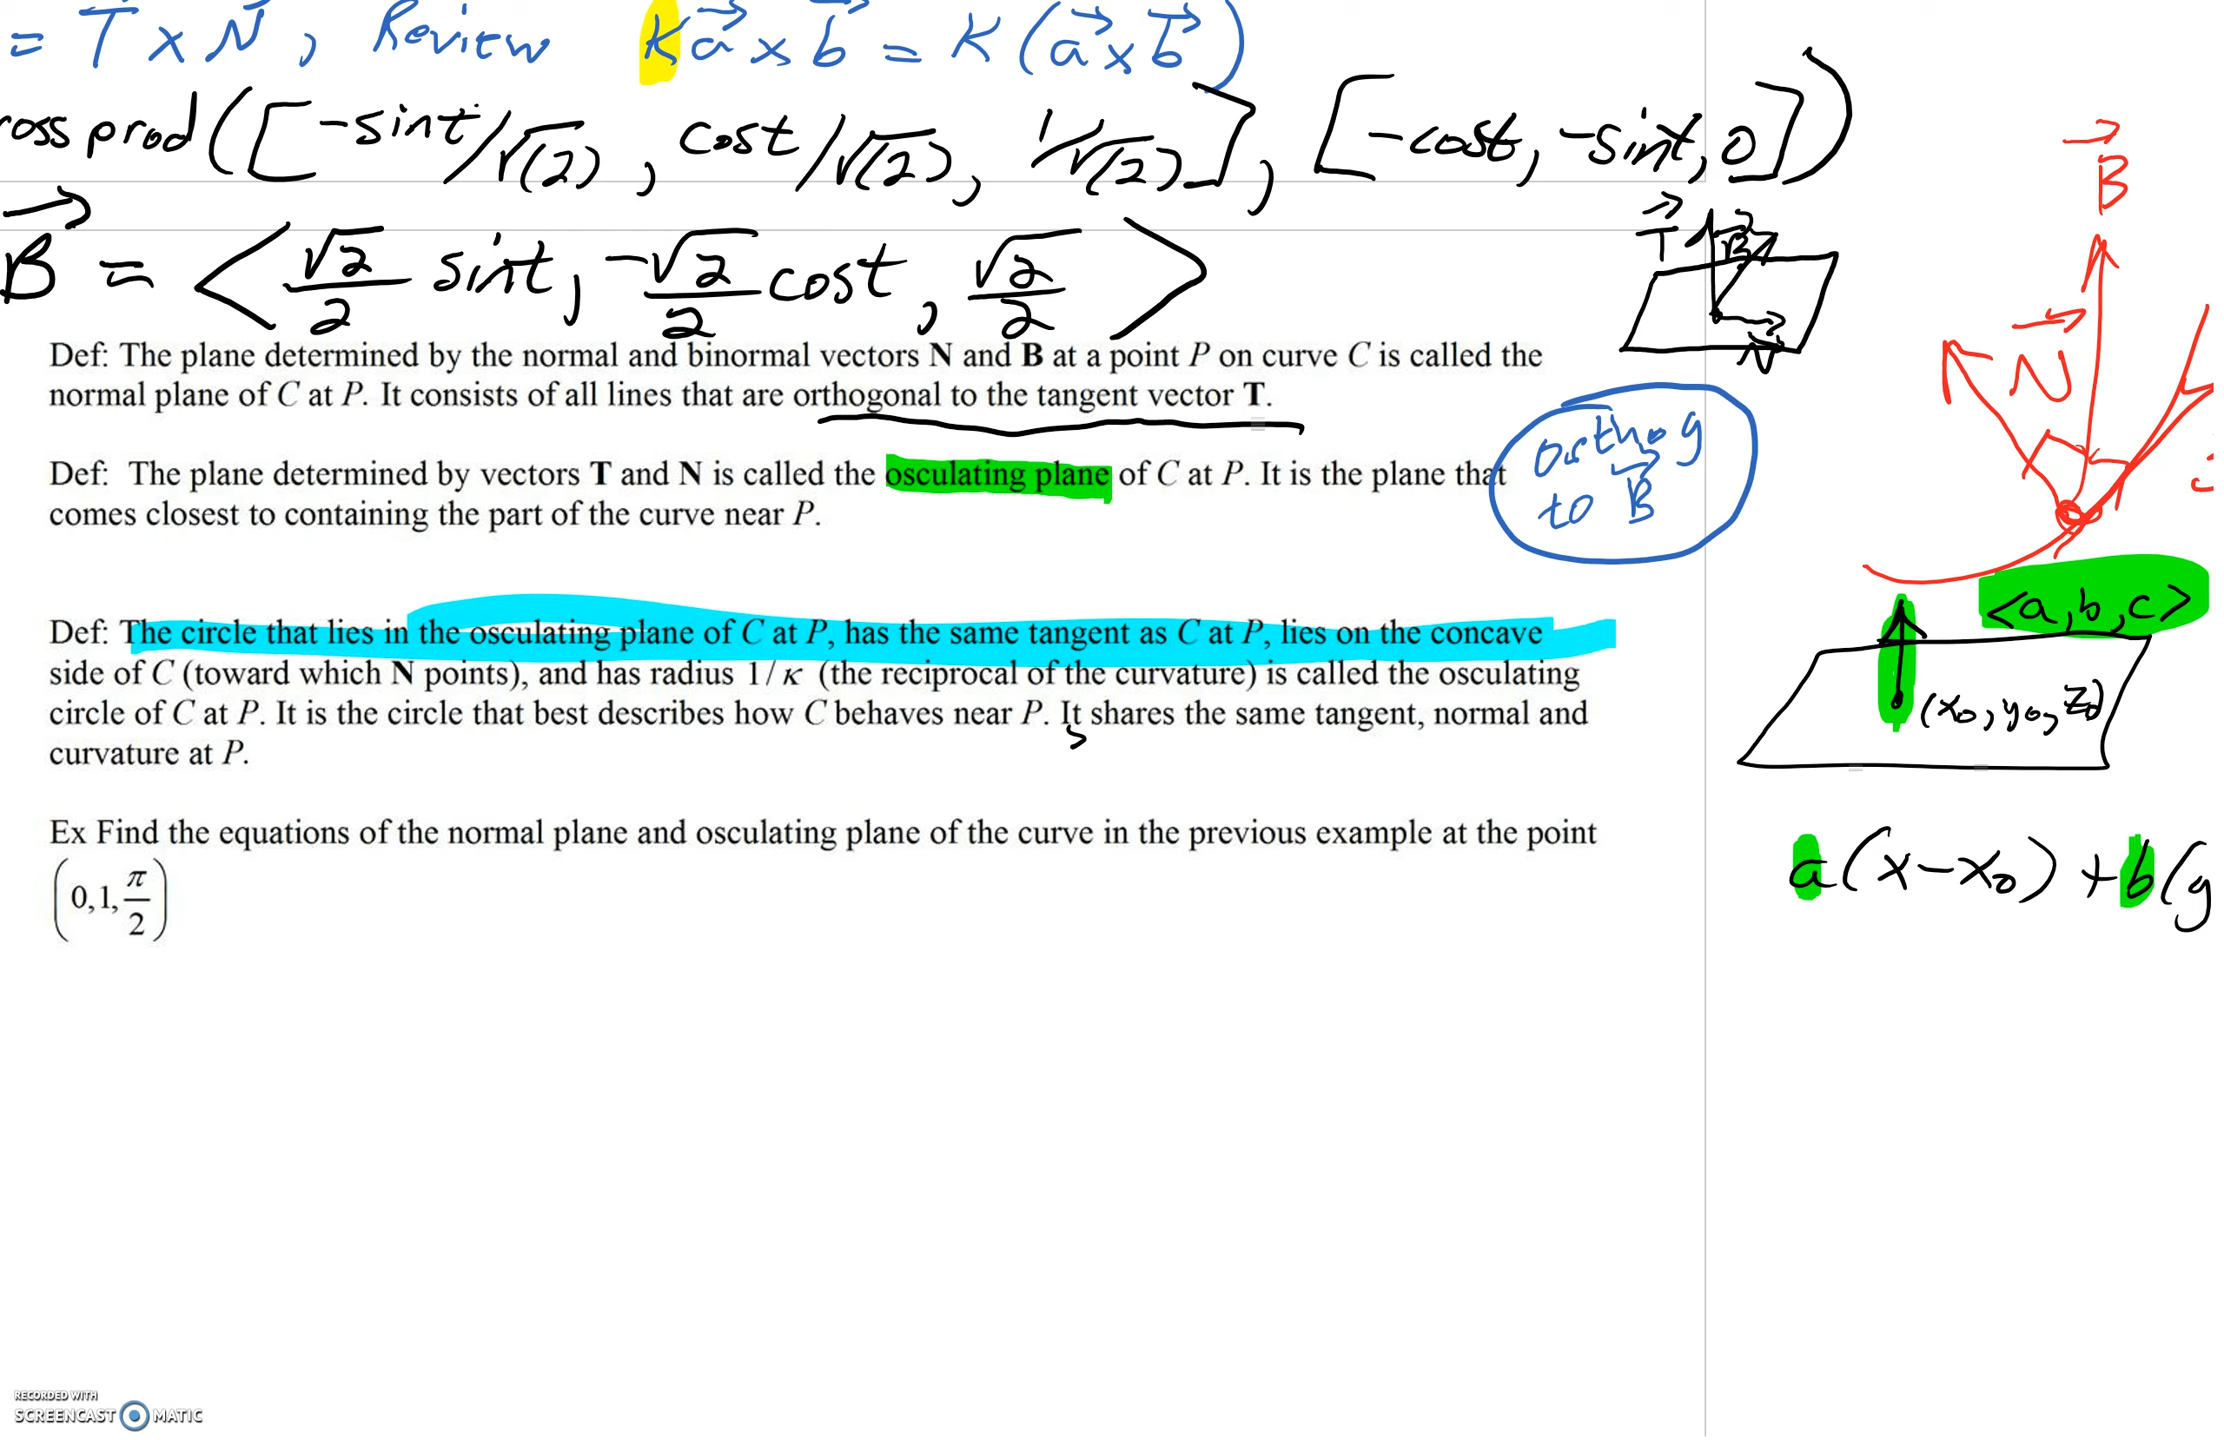 = T x N , Review K a x b = K ( a x b )
ross prod ( [ -sint/√(2) , cost/√(2) , 1/√(2) ] , [ -cost, -sint, 0 ] )
B = < √2/2 sint, -√2/2 cost , √2/2 >
T B
N
B
N
Def: The plane determined by the normal and binormal vectors N and B at a point P on curve C is called the
normal plane of C at P. It consists of all lines that are orthogonal to the tangent vector T.
Def: The plane determined by vectors T and N is called the osculating plane of C at P. It is the plane that
comes closest to containing the part of the curve near P.
orthog
to B
Def: The circle that lies in the osculating plane of C at P, has the same tangent as C at P, lies on the concave
side of C (toward which N points), and has radius 1/ κ (the reciprocal of the curvature) is called the osculating
circle of C at P. It is the circle that best describes how C behaves near P. It shares the same tangent, normal and
curvature at P.
<a, b, c>
(x₀, y₀, z₀)
a (x - x₀) + b (y
Ex Find the equations of the normal plane and osculating plane of the curve in the previous example at the point
(0,1,π/2)
RECORDED WITH
SCREENCAST MATIC